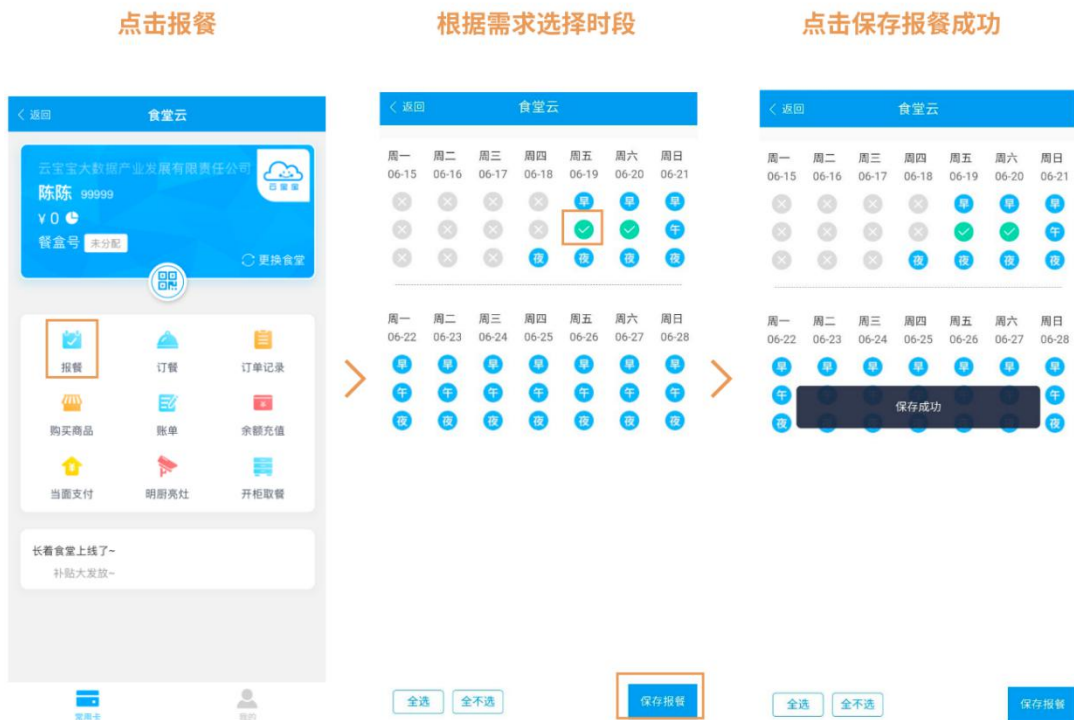 点击报餐
根据需求选择时段
点击保存报餐成功
返回 食堂云
云宝宝大数据产业发展有限责任公司
云宝宝
陈陈 99999
¥ 0
餐盒号 未分配
更换食堂
报餐 订餐 订单记录
购买商品 账单 余额充值
当面支付 明厨亮灶 开柜取餐
长着食堂上线了~
补贴大发放~
常用卡 我的
返回 食堂云
周一 周二 周三 周四 周五 周六 周日
06-15 06-16 06-17 06-18 06-19 06-20 06-21
早 早 早
午
夜 夜 夜 夜
周一 周二 周三 周四 周五 周六 周日
06-22 06-23 06-24 06-25 06-26 06-27 06-28
早 早 早 早 早 早 早
午 午 午 午 午 午 午
夜 夜 夜 夜 夜 夜 夜
全选 全不选 保存报餐
返回 食堂云
周一 周二 周三 周四 周五 周六 周日
06-15 06-16 06-17 06-18 06-19 06-20 06-21
早 早 早
午
夜 夜 夜 夜
周一 周二 周三 周四 周五 周六 周日
06-22 06-23 06-24 06-25 06-26 06-27 06-28
早 早 早 早 早 早 早
午 午
保存成功
夜 夜
全选 全不选 保存报餐